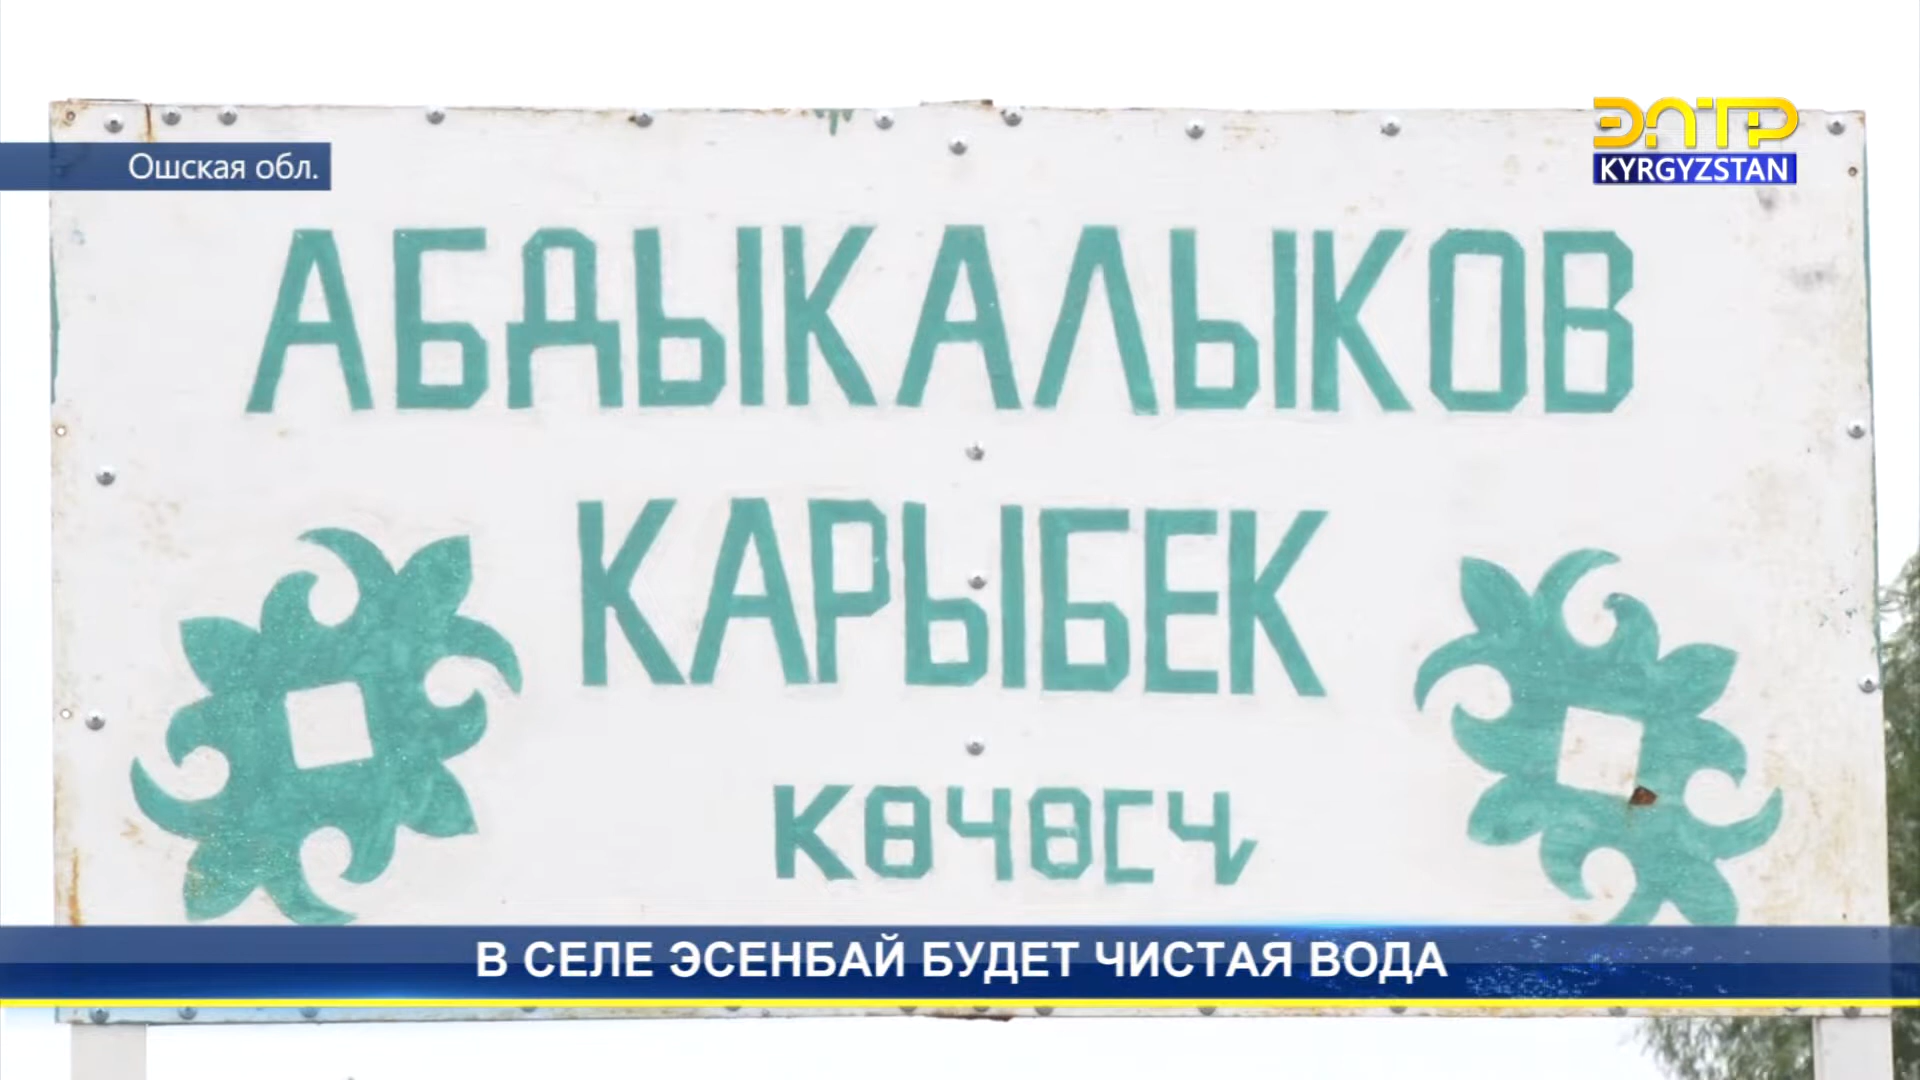 ЭЛТР
KYRGYZSTAN
Ошская обл.
АБДЫКАЛЫКОВ
КАРЫБЕК
КӨЧӨСҮ
В СЕЛЕ ЭСЕНБАЙ БУДЕТ ЧИСТАЯ ВОДА